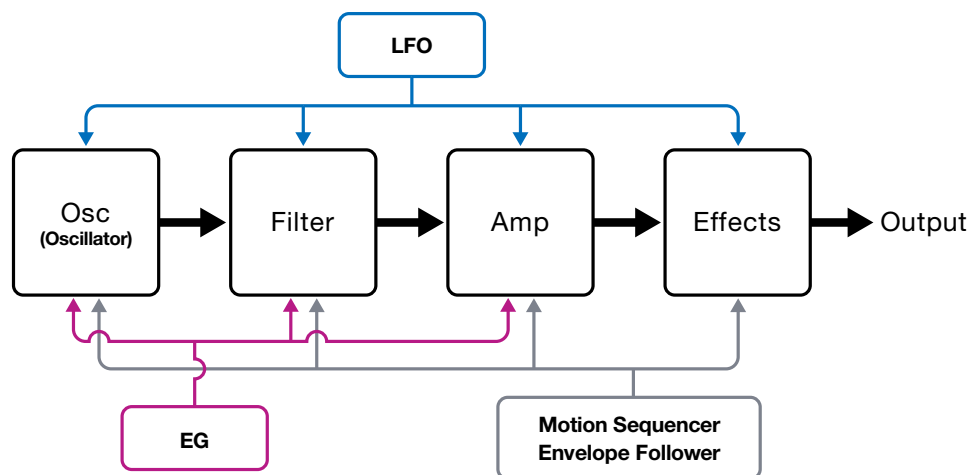 LFO
Osc
(Oscillator)
Filter
Amp
Effects
Output
EG
Motion Sequencer
Envelope Follower